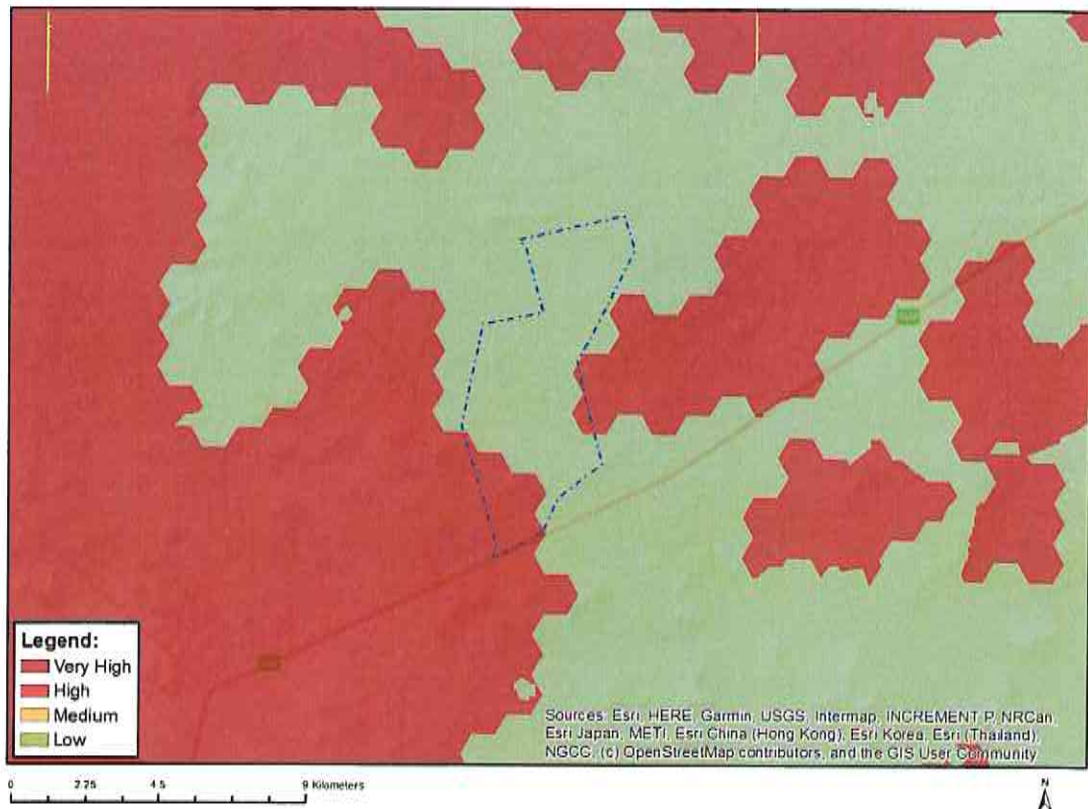 Legend:
Very High
High
Medium
Low
Sources: Esri, HERE, Garmin, USGS, Intermap, INCREMENT P, NRCan,
Esri Japan, METI, Esri China (Hong Kong), Esri Korea, Esri (Thailand),
NGCC, (c) OpenStreetMap contributors, and the GIS User Community
0 2.25 4.5 9 Kilometers
N